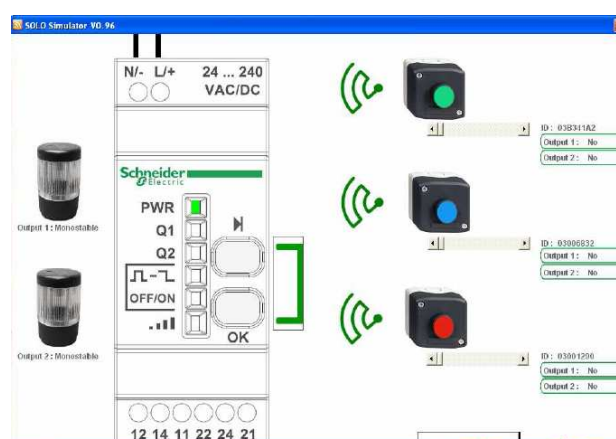 SOLO Simulator V0.96
N/- L/+ 24 ... 240
VAC/DC
Schneider
Electric
PWR
Q1
Q2
OFF/ON
OK
12 14 11 22 24 21
Output 1 : Monostable
Output 2 : Monostable
ID : 03B341A2
Output 1 : No
Output 2 : No
ID : 03006832
Output 1 : No
Output 2 : No
ID : 03001290
Output 1 : No
Output 2 : No